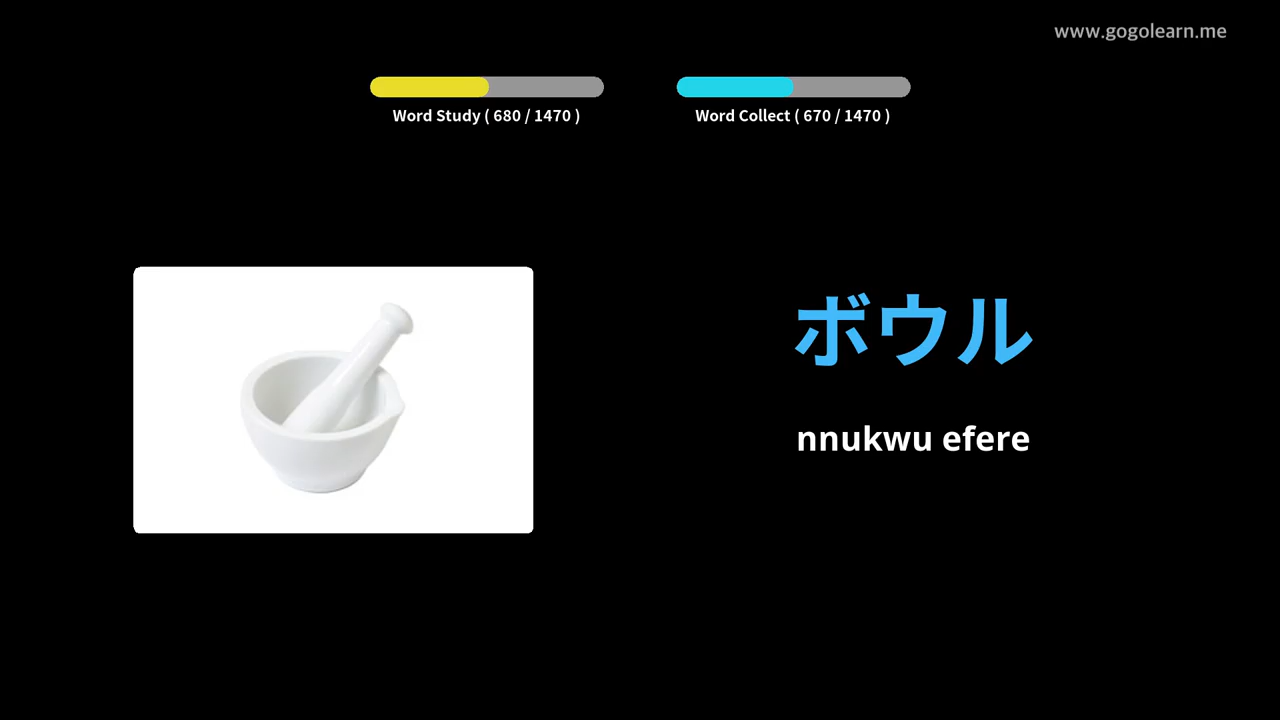 www.gogolearn.me
Word Study ( 680 / 1470 )
Word Collect ( 670 / 1470 )
ボウル
nnukwu efere